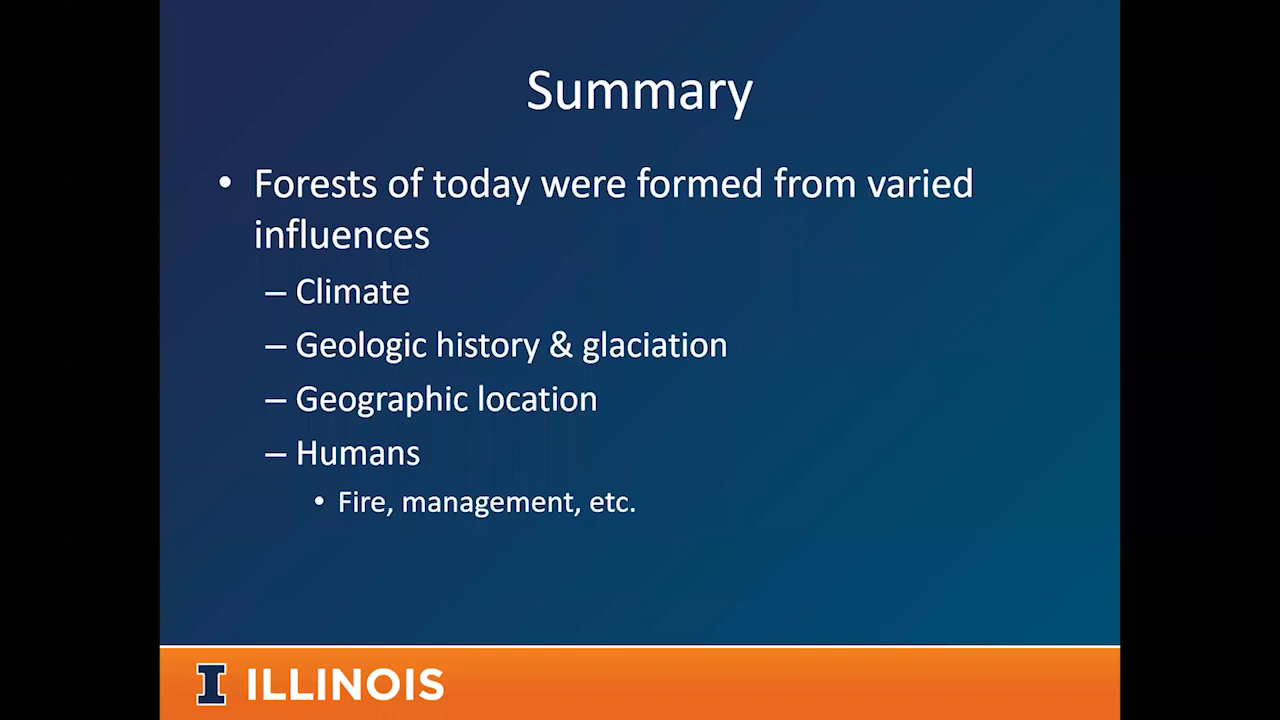 Summary
• Forests of today were formed from varied
influences
– Climate
– Geologic history & glaciation
– Geographic location
– Humans
• Fire, management, etc.
I ILLINOIS